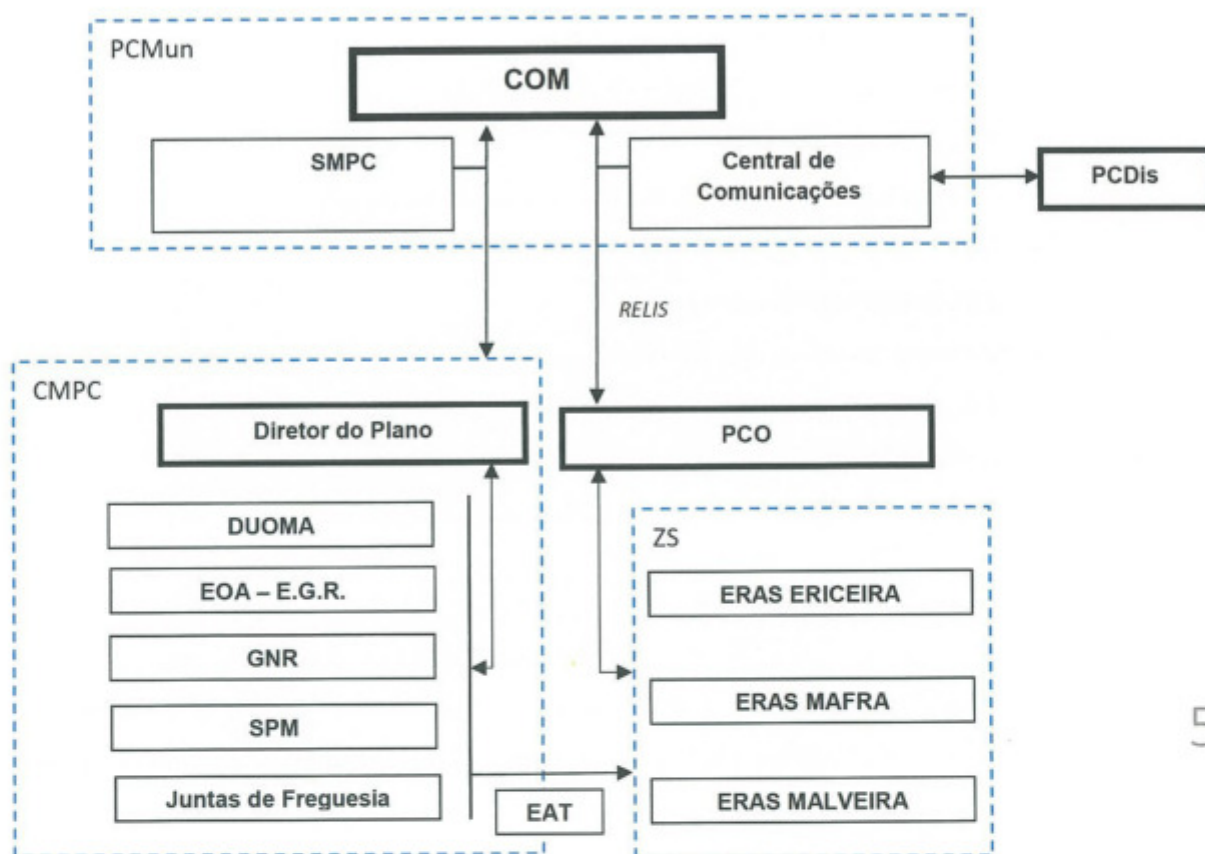 PCMun
COM
SMPC
Central de
Comunicações
PCDis
RELIS
CMPC
Diretor do Plano
PCO
DUOMA
EOA – E.G.R.
GNR
SPM
Juntas de Freguesia
EAT
ZS
ERAS ERICEIRA
ERAS MAFRA
ERAS MALVEIRA